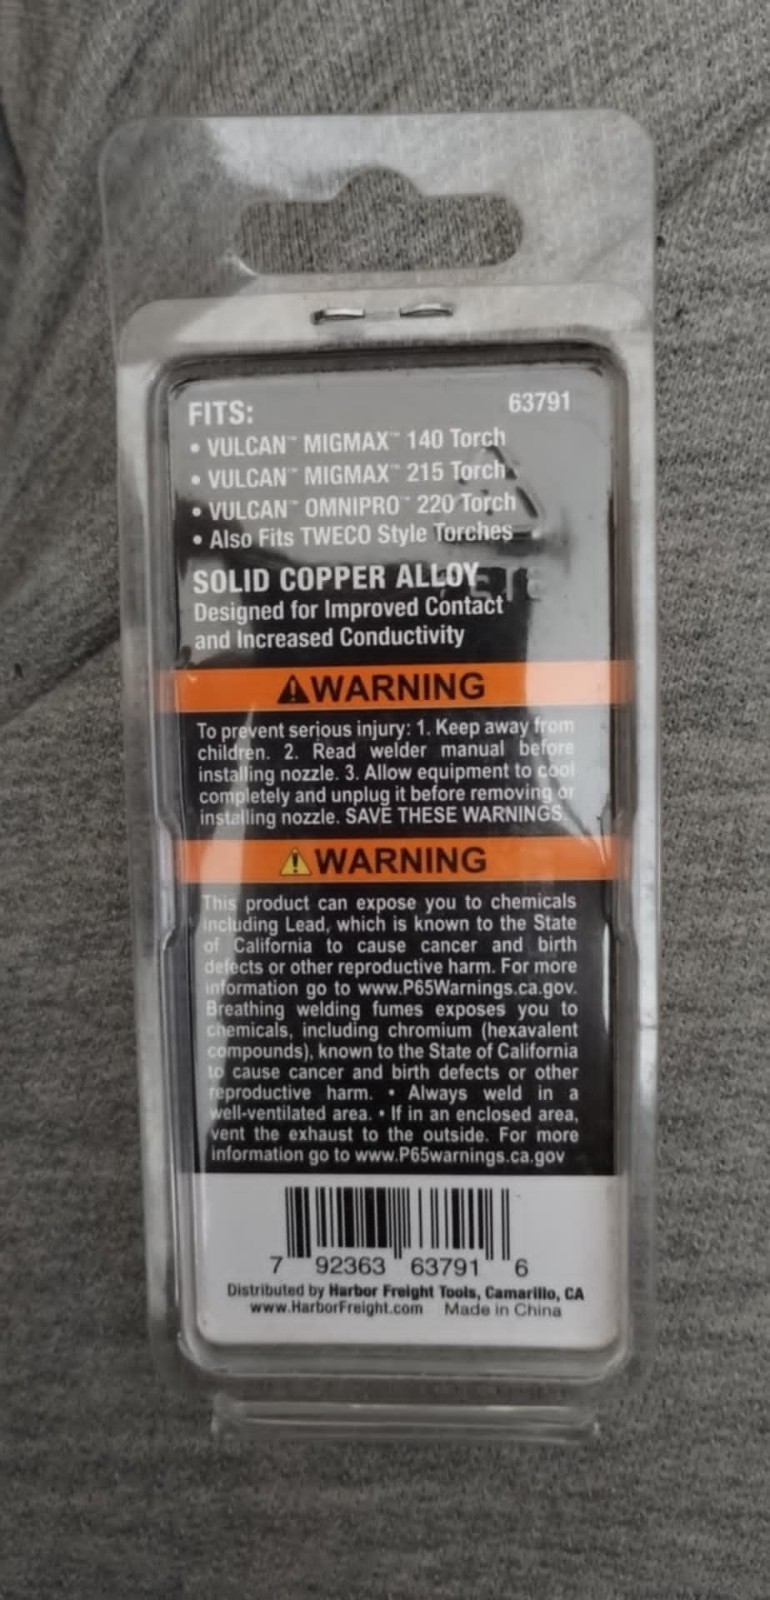 FITS: 63791
• VULCAN™ MIGMAX™ 140 Torch
• VULCAN™ MIGMAX™ 215 Torch
• VULCAN™ OMNIPRO™ 220 Torch
• Also Fits TWECO Style Torches
SOLID COPPER ALLOY
Designed for Improved Contact
and Increased Conductivity
⚠WARNING
To prevent serious injury: 1. Keep away from
children. 2. Read welder manual before
installing nozzle. 3. Allow equipment to cool
completely and unplug it before removing or
installing nozzle. SAVE THESE WARNINGS.
⚠WARNING
This product can expose you to chemicals
including Lead, which is known to the State
of California to cause cancer and birth
defects or other reproductive harm. For more
information go to www.P65Warnings.ca.gov.
Breathing welding fumes exposes you to
chemicals, including chromium (hexavalent
compounds), known to the State of California
to cause cancer and birth defects or other
reproductive harm. • Always weld in a
well-ventilated area. • If in an enclosed area,
vent the exhaust to the outside. For more
information go to www.P65warnings.ca.gov
7 92363 63791 6
Distributed by Harbor Freight Tools, Camarillo, CA
www.HarborFreight.com Made in China